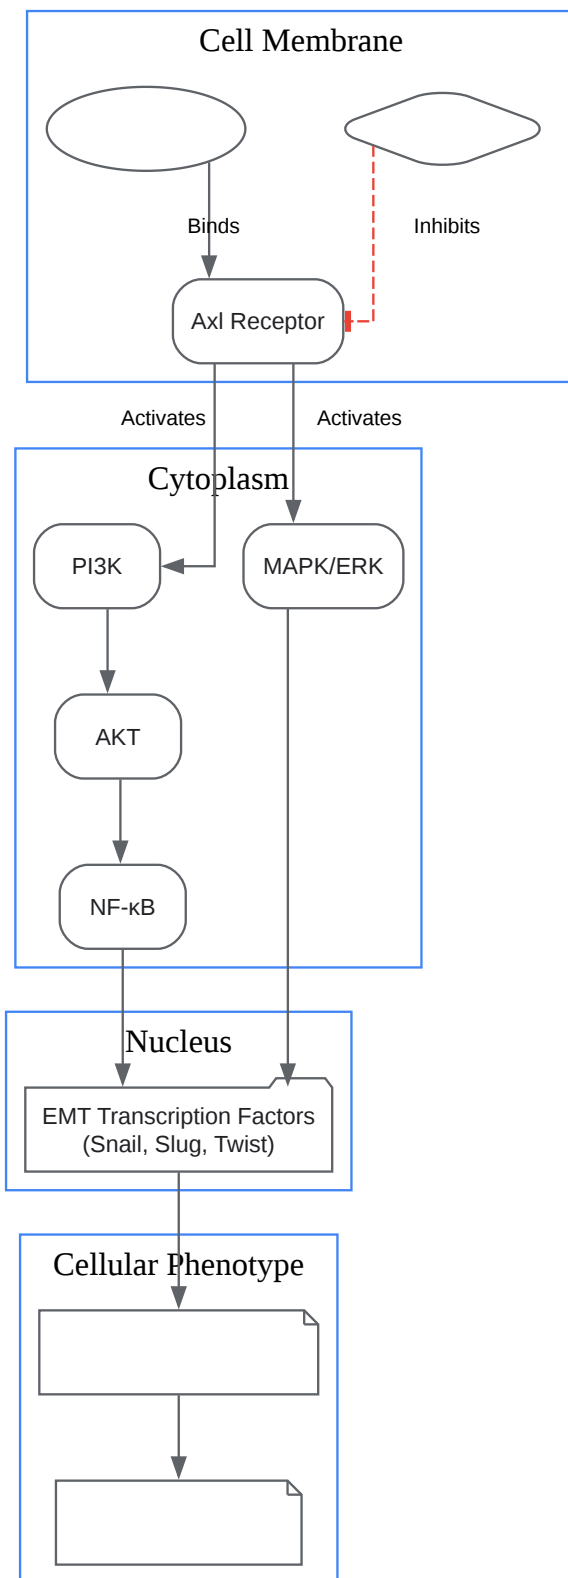 Cell Membrane
Binds
Inhibits
Axl Receptor
Activates
Activates
Cytoplasm
PI3K
MAPK/ERK
AKT
NF-κB
Nucleus
EMT Transcription Factors
(Snail, Slug, Twist)
Cellular Phenotype